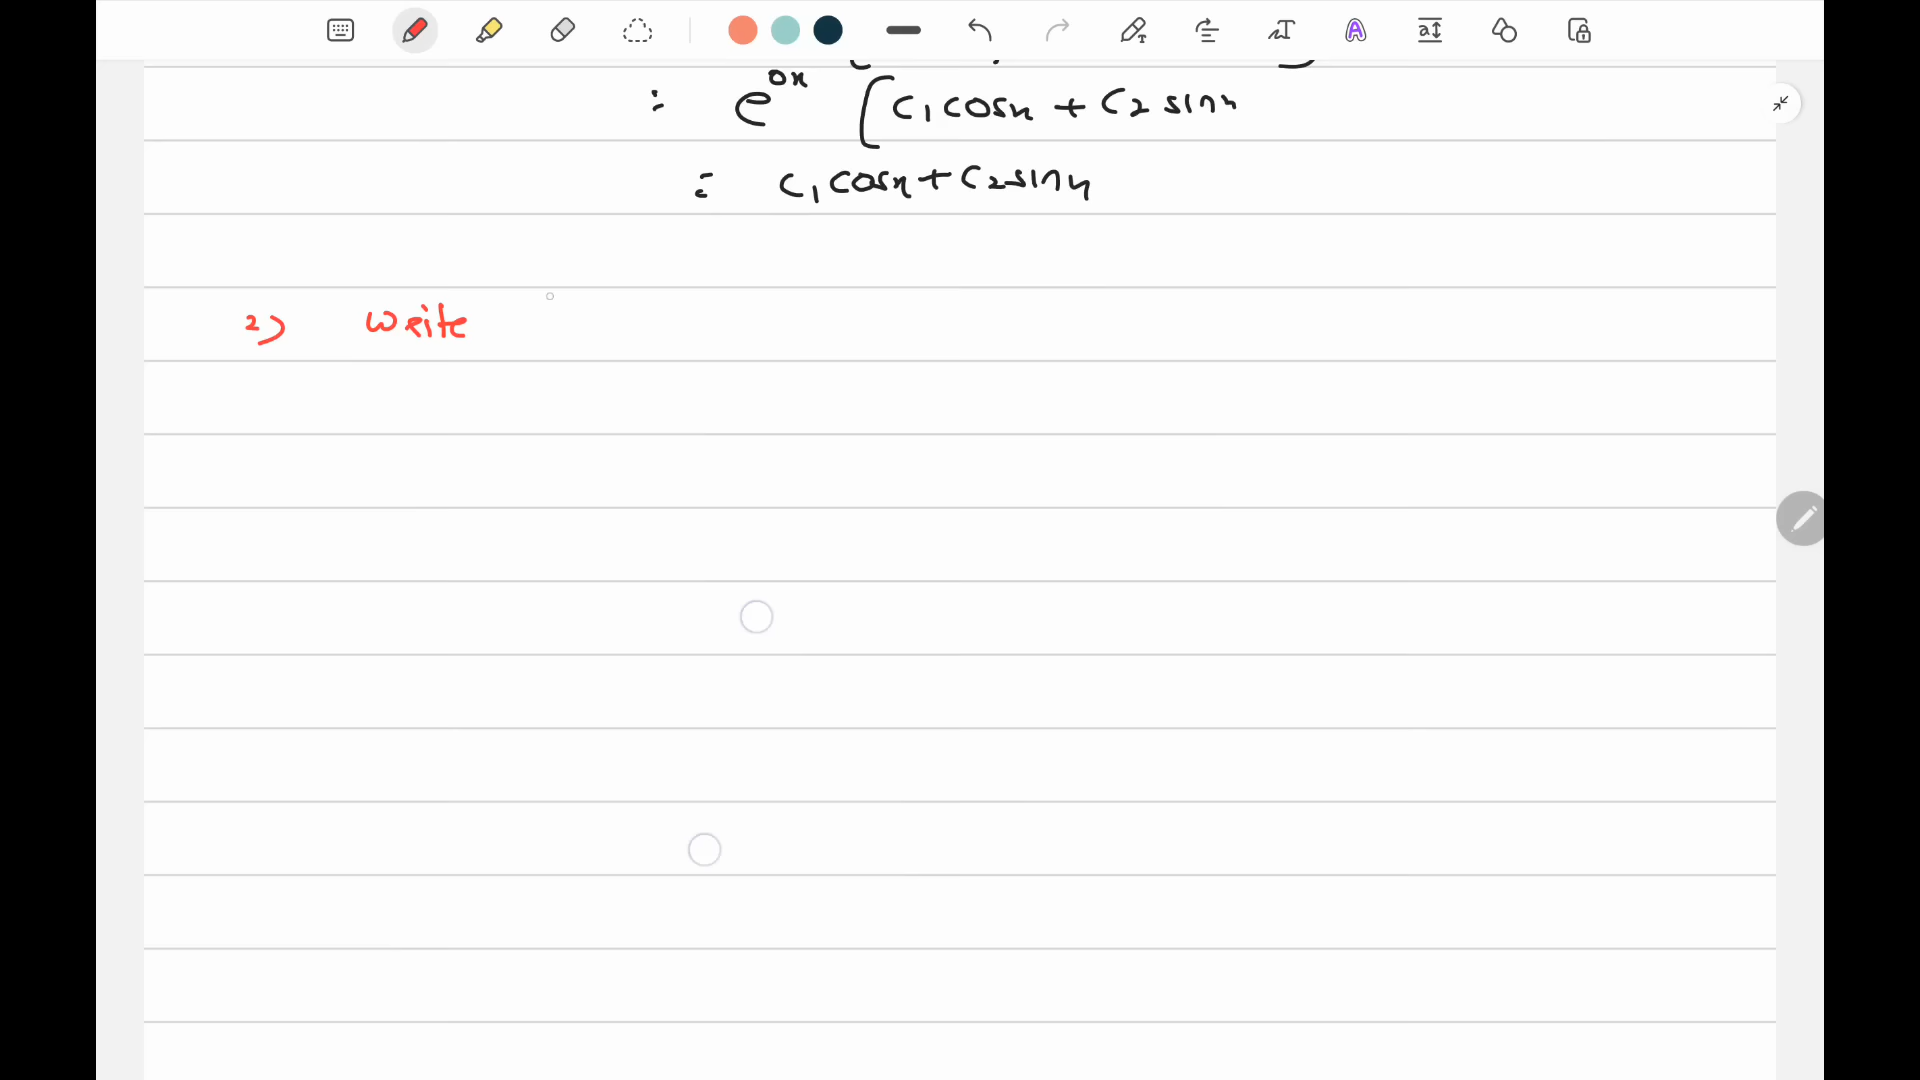 = e^{0x} [C₁ cosx + C₂ sinx
= C₁ cosx + C₂ sinx
2) Write